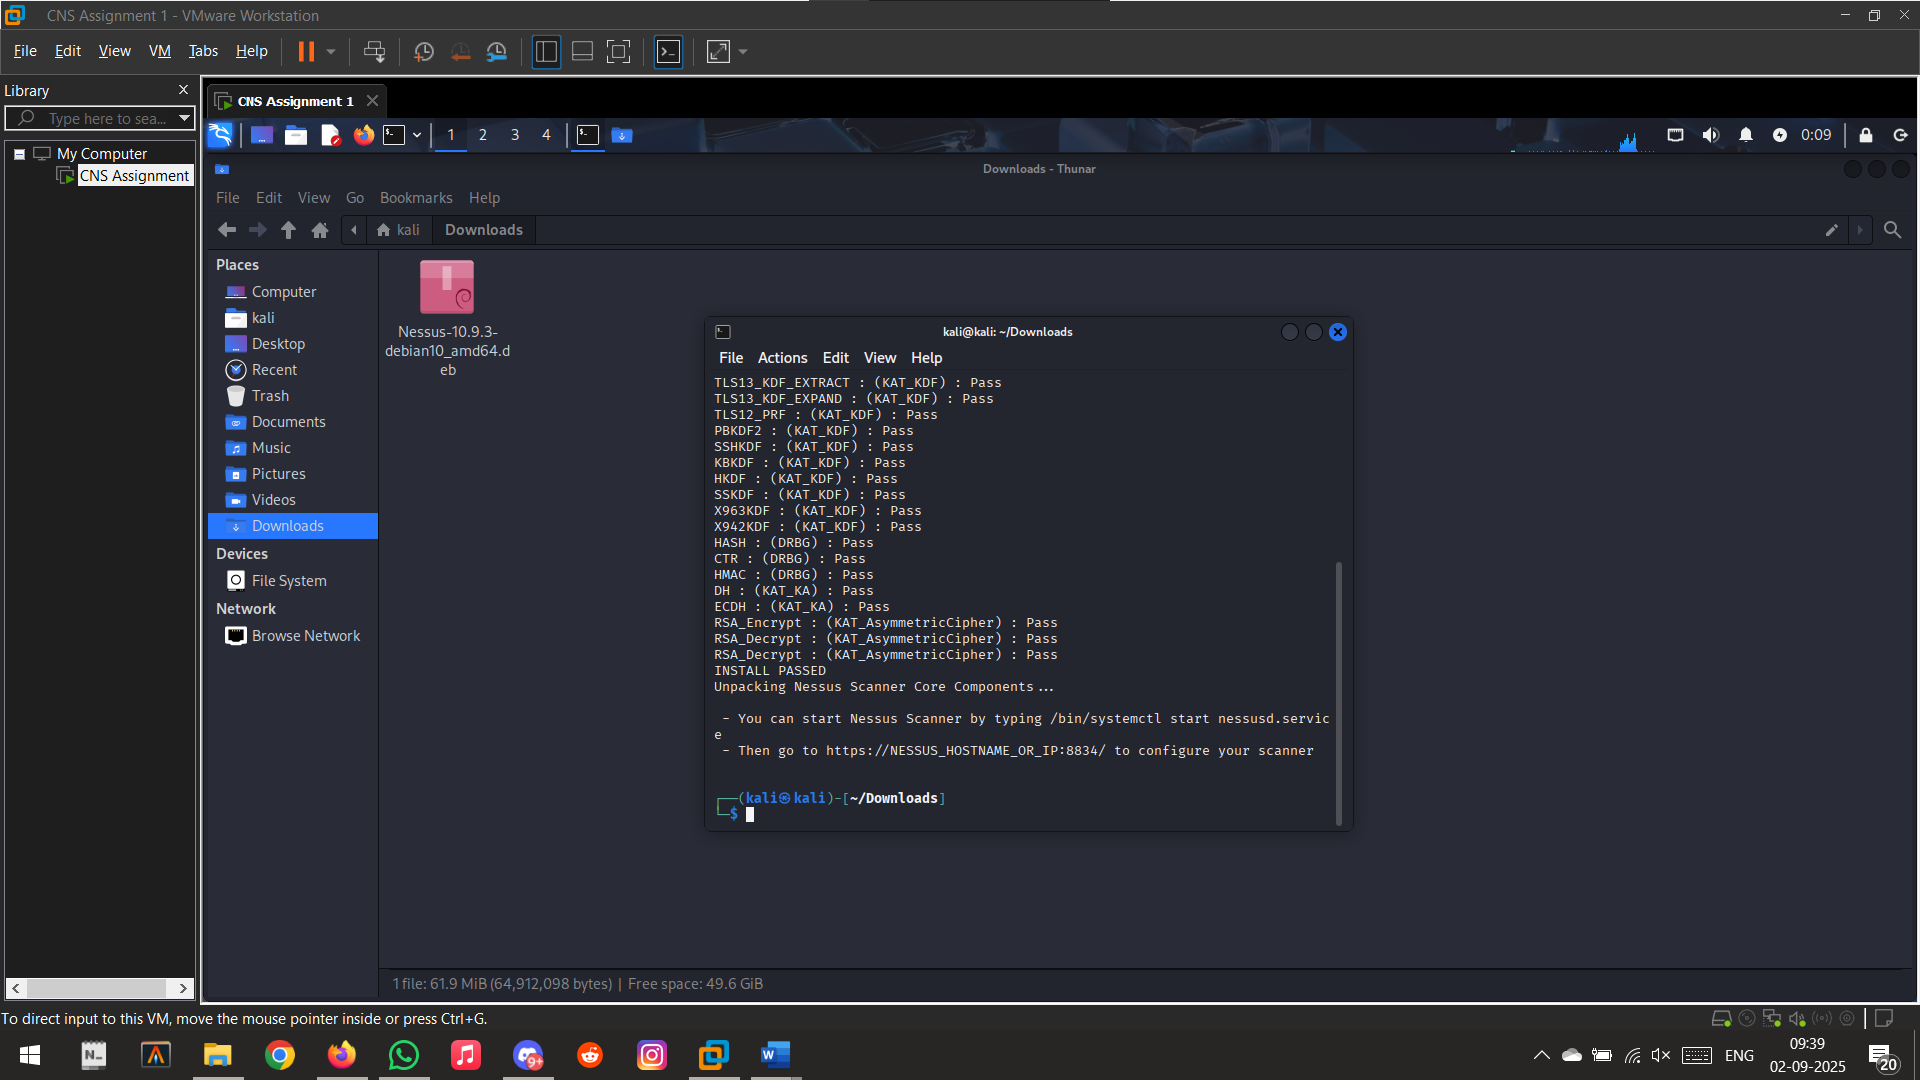 CNS Assignment 1 - VMware Workstation
File Edit View VM Tabs Help
Library
Type here to sea...
My Computer
CNS Assignment
CNS Assignment 1
1 2 3 4
0:09
Downloads - Thunar
File Edit View Go Bookmarks Help
kali Downloads
Places
Computer
kali
Desktop
Recent
Trash
Documents
Music
Pictures
Videos
Downloads
Devices
File System
Network
Browse Network
Nessus-10.9.3-
debian10_amd64.d
eb
kali@kali: ~/Downloads
File Actions Edit View Help
TLS13_KDF_EXTRACT : (KAT_KDF) : Pass
TLS13_KDF_EXPAND : (KAT_KDF) : Pass
TLS12_PRF : (KAT_KDF) : Pass
PBKDF2 : (KAT_KDF) : Pass
SSHKDF : (KAT_KDF) : Pass
KBKDF : (KAT_KDF) : Pass
HKDF : (KAT_KDF) : Pass
SSKDF : (KAT_KDF) : Pass
X963KDF : (KAT_KDF) : Pass
X942KDF : (KAT_KDF) : Pass
HASH : (DRBG) : Pass
CTR : (DRBG) : Pass
HMAC : (DRBG) : Pass
DH : (KAT_KA) : Pass
ECDH : (KAT_KA) : Pass
RSA_Encrypt : (KAT_AsymmetricCipher) : Pass
RSA_Decrypt : (KAT_AsymmetricCipher) : Pass
RSA_Decrypt : (KAT_AsymmetricCipher) : Pass
INSTALL PASSED
Unpacking Nessus Scanner Core Components...
- You can start Nessus Scanner by typing /bin/systemctl start nessusd.servic
e
- Then go to https://NESSUS_HOSTNAME_OR_IP:8834/ to configure your scanner
┌──(kali㉿kali)-[~/Downloads]
└─$
1 file: 61.9 MiB (64,912,098 bytes) | Free space: 49.6 GiB
To direct input to this VM, move the mouse pointer inside or press Ctrl+G.
N_
9+
W
ENG
09:39
02-09-2025
20